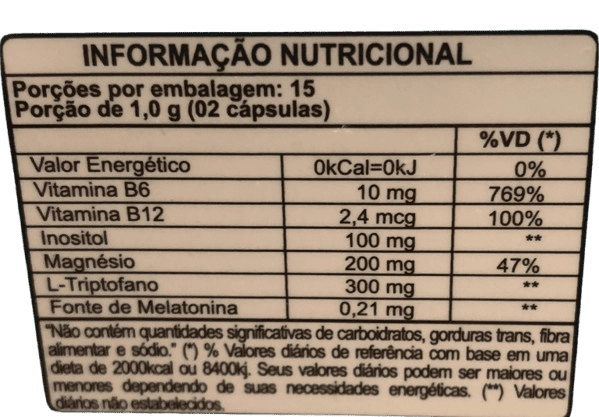 INFORMAÇÃO NUTRICIONAL
Porções por embalagem: 15
Porção de 1,0 g (02 cápsulas)
%VD (*)
Valor Energético 0kCal=0kJ 0%
Vitamina B6 10 mg 769%
Vitamina B12 2,4 mcg 100%
Inositol 100 mg **
Magnésio 200 mg 47%
L-Triptofano 300 mg **
Fonte de Melatonina 0,21 mg **
"Não contém quantidades significativas de carboidratos, gorduras trans, fibra
alimentar e sódio." (*) % Valores diários de referência com base em uma
dieta de 2000kcal ou 8400kj. Seus valores diários podem ser maiores ou
menores dependendo de suas necessidades energéticas. (**) Valores
diários não estabelecidos.